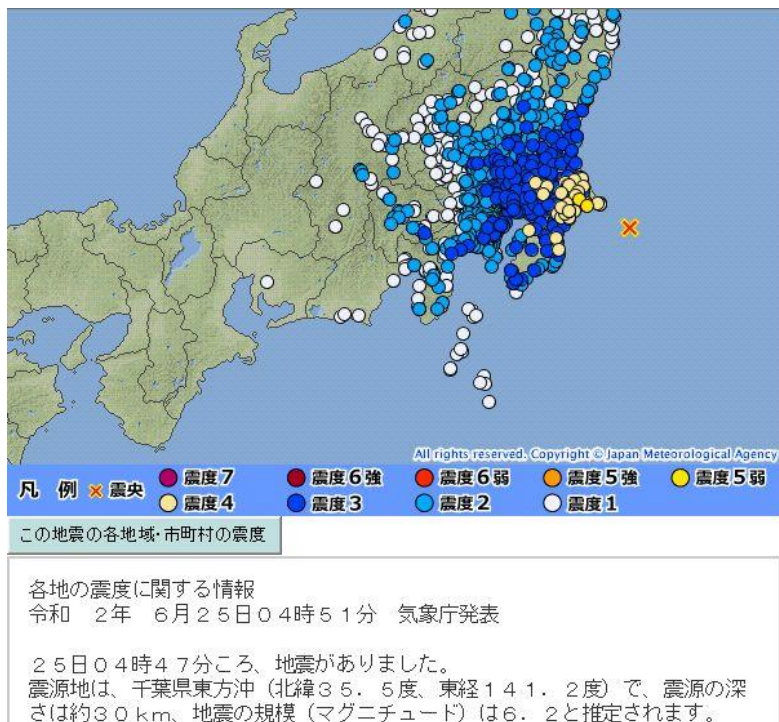 All rights reserved. Copyright © Japan Meteorological Agency
凡 例 × 震央 震度7 震度6強 震度6弱 震度5強 震度5弱
震度4 震度3 震度2 震度1
この地震の各地域・市町村の震度
各地の震度に関する情報
令和 2年 6月25日04時51分 気象庁発表
25日04時47分ころ、地震がありました。
震源地は、千葉県東方沖(北緯35.5度、東経141.2度)で、震源の深
さは約30km、地震の規模(マグニチュード)は6.2と推定されます。